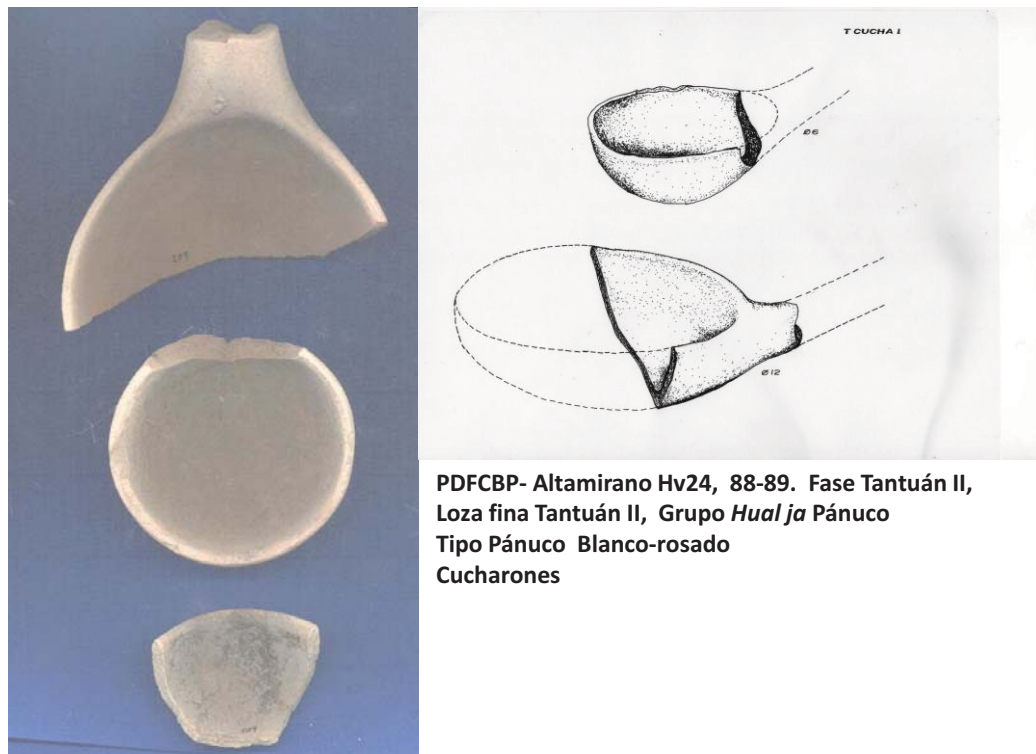 T CUCHA I
Ø6
Ø12
PDFCBP- Altamirano Hv24, 88-89. Fase Tantuán II,
Loza fina Tantuán II, Grupo Hual ja Pánuco
Tipo Pánuco Blanco-rosado
Cucharones